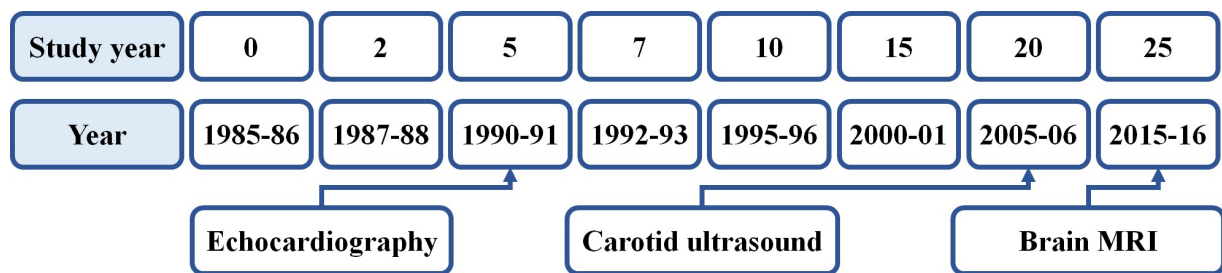 Study year 0 2 5 7 10 15 20 25
Year 1985-86 1987-88 1990-91 1992-93 1995-96 2000-01 2005-06 2015-16
Echocardiography Carotid ultrasound Brain MRI